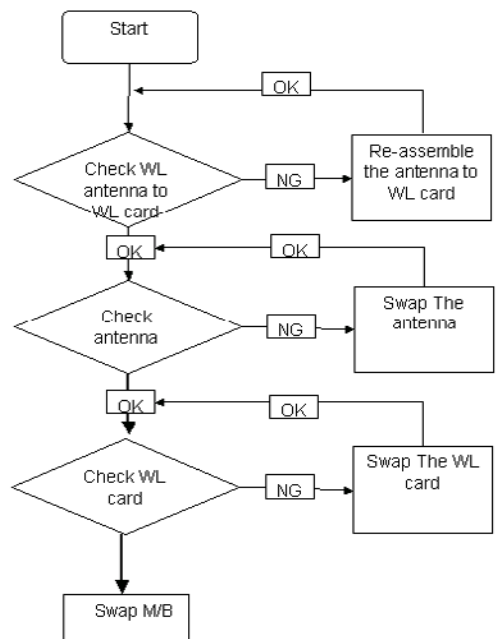 Start
OK
Check WL
antenna to
WL card
NG
Re-assemble
the antenna to
WL card
OK
OK
Check
antenna
NG
Swap The
antenna
OK
OK
Check WL
card
NG
Swap The WL
card
Swap M/B